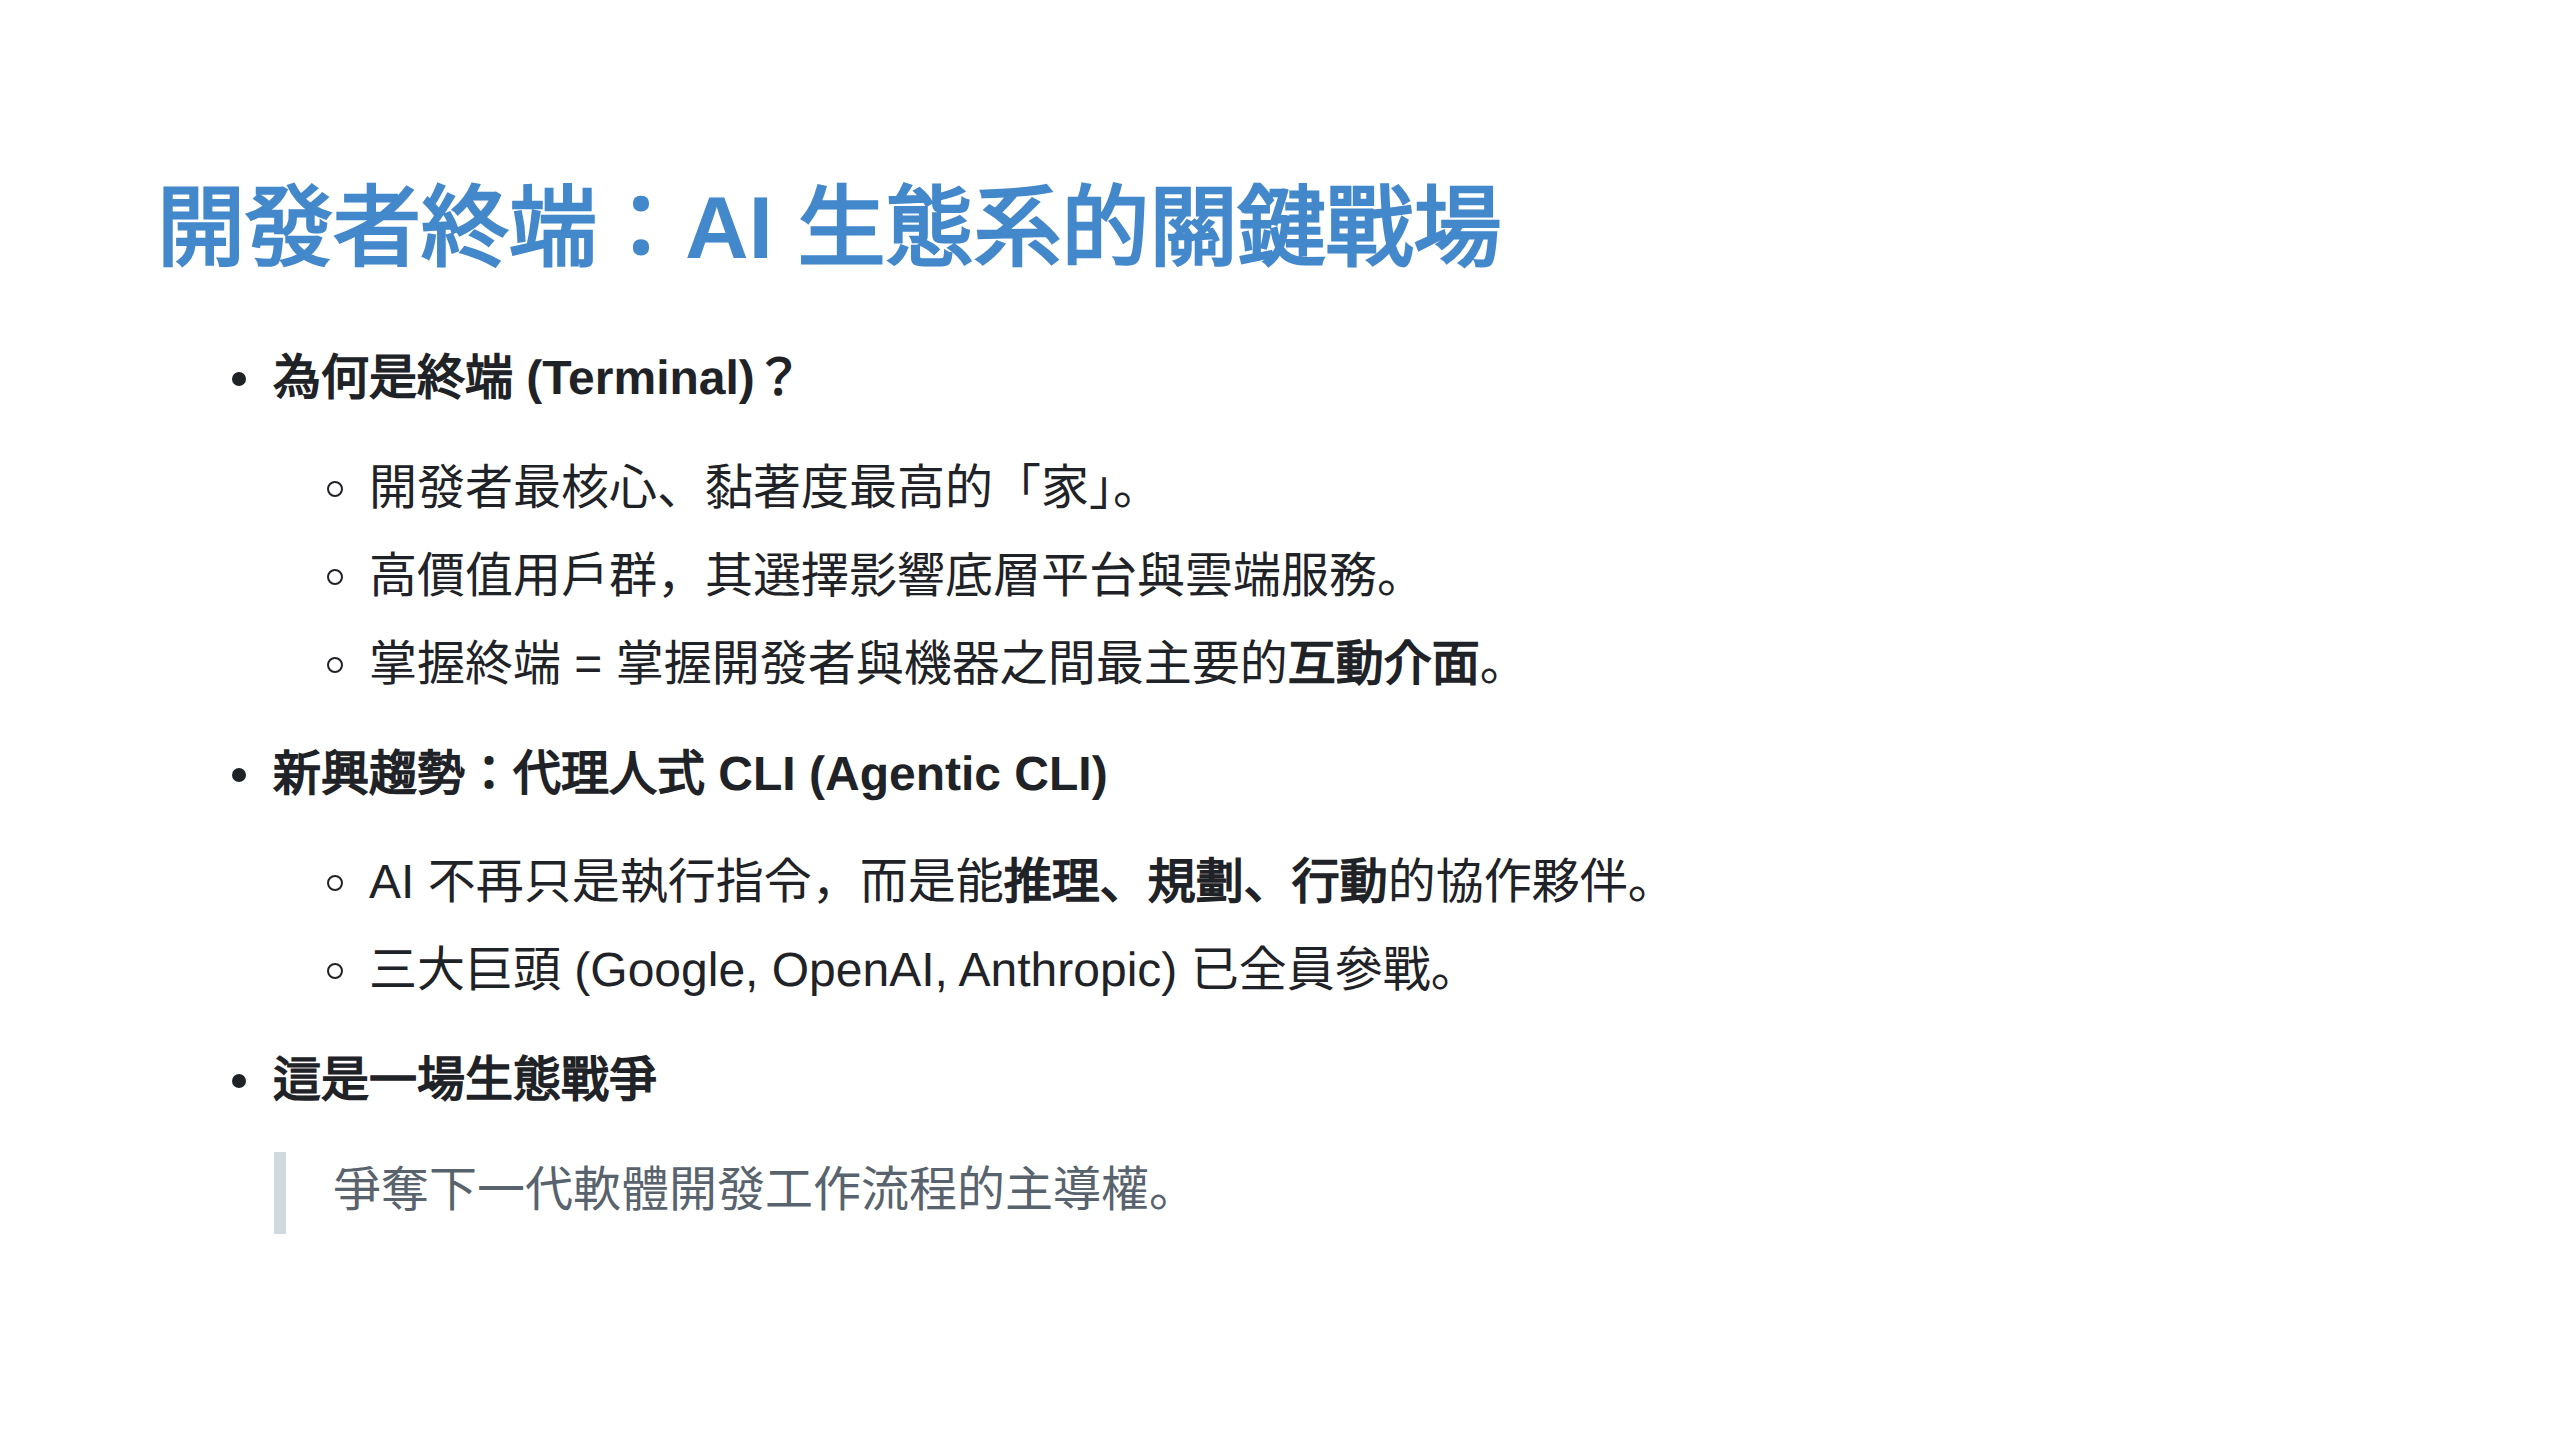 開發者終端：AI 生態系的關鍵戰場
為何是終端 (Terminal)？
開發者最核心、黏著度最高的「家」。
高價值用戶群，其選擇影響底層平台與雲端服務。
掌握終端 = 掌握開發者與機器之間最主要的互動介面。
新興趨勢：代理人式 CLI (Agentic CLI)
AI 不再只是執行指令，而是能推理、規劃、行動的協作夥伴。
三大巨頭 (Google, OpenAI, Anthropic) 已全員參戰。
這是一場生態戰爭
爭奪下一代軟體開發工作流程的主導權。